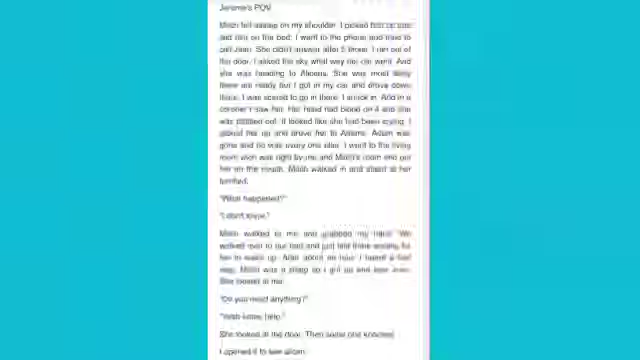 Jerome's POV
Mitch fell asleep on my shoulder. I picked him up and
laid him on the bed. I went to the phone and tried to
call Jean. She didn't answer after 5 times. I ran out of
the door. I asked the sky what way her car went. And
she was heading to. She was most likely
there are ready but I got in my car and drove down
there. I was scared to go in there. I snuck in. And in a
coroner I saw her. Her head had blood on it and she
was passed out. It looked like she had been crying. I
picked her up and drove her to. Adam was
gone and so was every one else. I went to the living
room wich was right by me and Mitch's room and put
her on the couch. Mitch walked in and stared at her
terrified.
"What happened?"
"I don't know."
Mitch walked to me and grabbed my hand. We
walked over to our bed and just laid there waiting for
her to wake up. After about an hour I heard a foot
step. Mitch was a sleep so I got up and saw Jean.
She looked at me.
"Do you need anything?"
"Yeah help."
She looked at the door. Then some one knocked.
I opened it to see